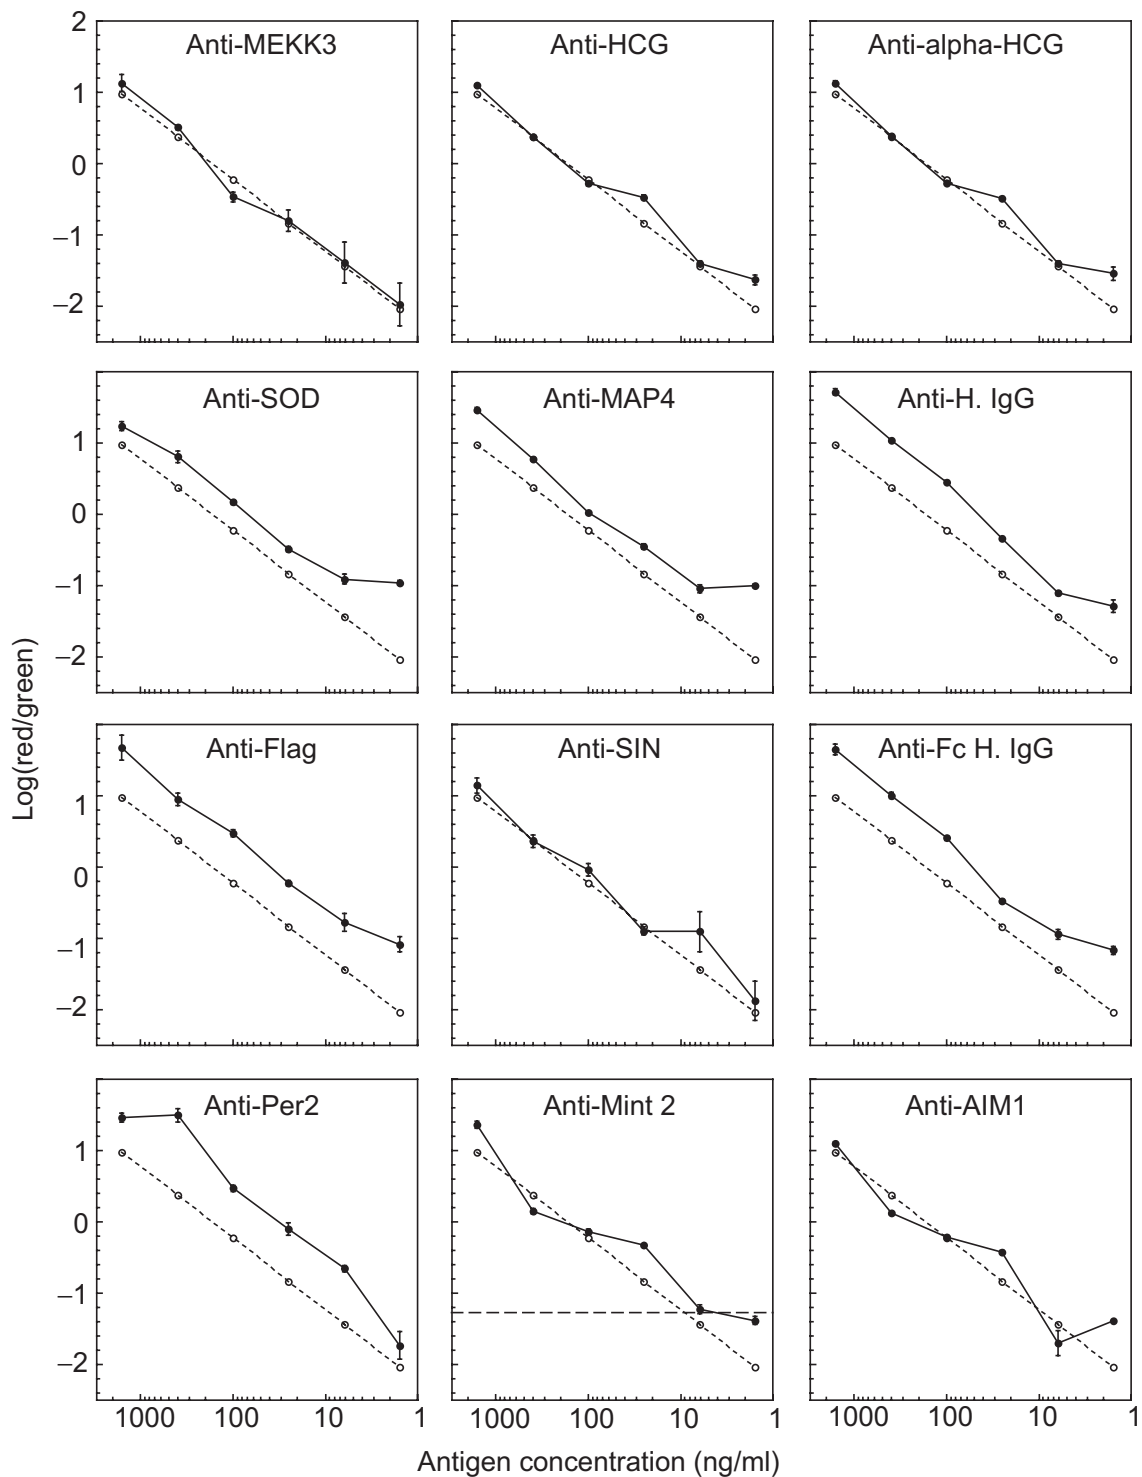 2
Anti-MEKK3
Anti-HCG
Anti-alpha-HCG
1
0
−1
−2
Anti-SOD
Anti-MAP4
Anti-H. IgG
1
0
−1
−2
Log(red/green)
Anti-Flag
Anti-SIN
Anti-Fc H. IgG
1
0
−1
−2
Anti-Per2
Anti-Mint 2
Anti-AIM1
1
0
−1
−2
1000 100 10 1 1000 100 10 1 1000 100 10 1
Antigen concentration (ng/ml)